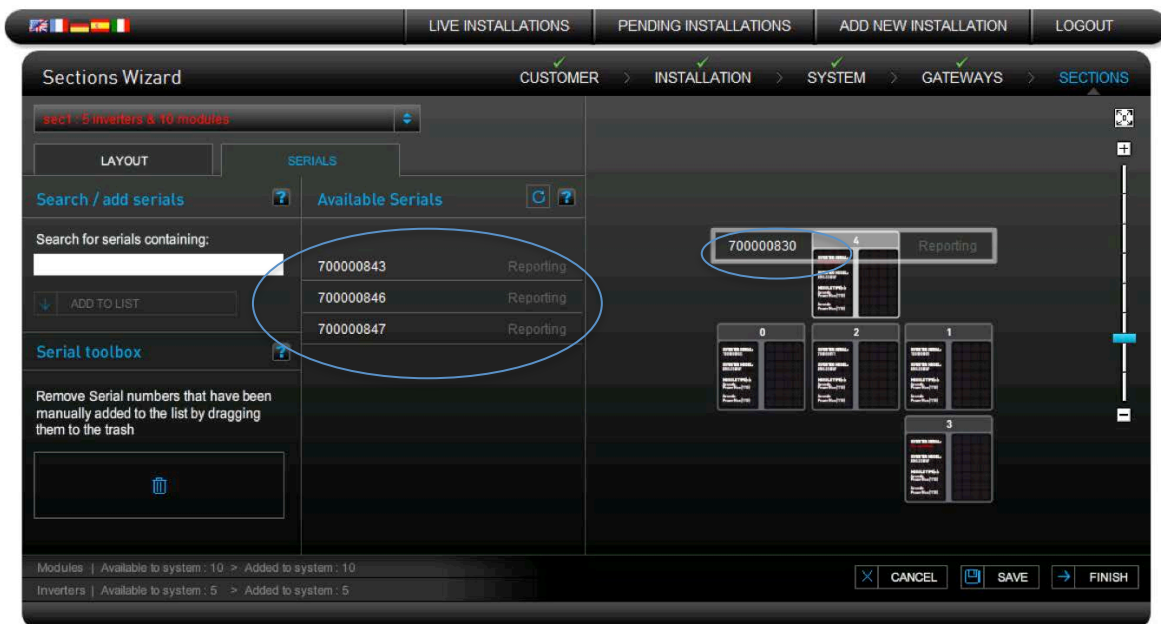 LIVE INSTALLATIONS PENDING INSTALLATIONS ADD NEW INSTALLATION LOGOUT
Sections Wizard
CUSTOMER > INSTALLATION > SYSTEM > GATEWAYS > SECTIONS
sec1 : 5 inverters & 10 modules
LAYOUT SERIALS
Search / add serials ?
Available Serials ?
Search for serials containing:
ADD TO LIST
700000843 Reporting
700000846 Reporting
700000847 Reporting
Serial toolbox ?
Remove Serial numbers that have been
manually added to the list by dragging
them to the trash
700000830 4 Reporting
0 2 1
3
Modules | Available to system : 10 > Added to system : 10
Inverters | Available to system : 5 > Added to system : 5
CANCEL SAVE FINISH